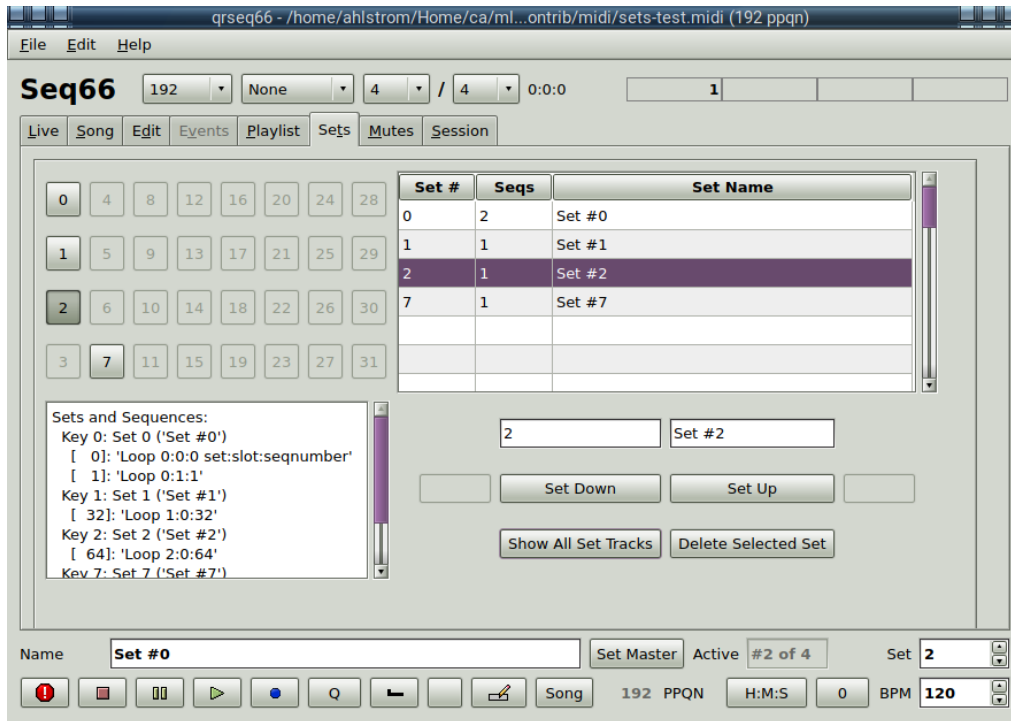 qrseq66 - /home/ahlstrom/Home/ca/ml...ontrib/midi/sets-test.midi (192 ppqn)
File Edit Help
Seq66 192 None 4 / 4 0:0:0 1
Live Song Edit Events Playlist Sets Mutes Session
0 4 8 12 16 20 24 28
1 5 9 13 17 21 25 29
2 6 10 14 18 22 26 30
3 7 11 15 19 23 27 31
Set # Seqs Set Name
0 2 Set #0
1 1 Set #1
2 1 Set #2
7 1 Set #7
Sets and Sequences:
Key 0: Set 0 ('Set #0')
[ 0]: 'Loop 0:0:0 set:slot:seqnumber'
[ 1]: 'Loop 0:1:1'
Key 1: Set 1 ('Set #1')
[ 32]: 'Loop 1:0:32'
Key 2: Set 2 ('Set #2')
[ 64]: 'Loop 2:0:64'
Key 7: Set 7 ('Set #7')
2 Set #2
Set Down Set Up
Show All Set Tracks Delete Selected Set
Name Set #0 Set Master Active #2 of 4 Set 2
Q Song 192 PPQN H:M:S 0 BPM 120